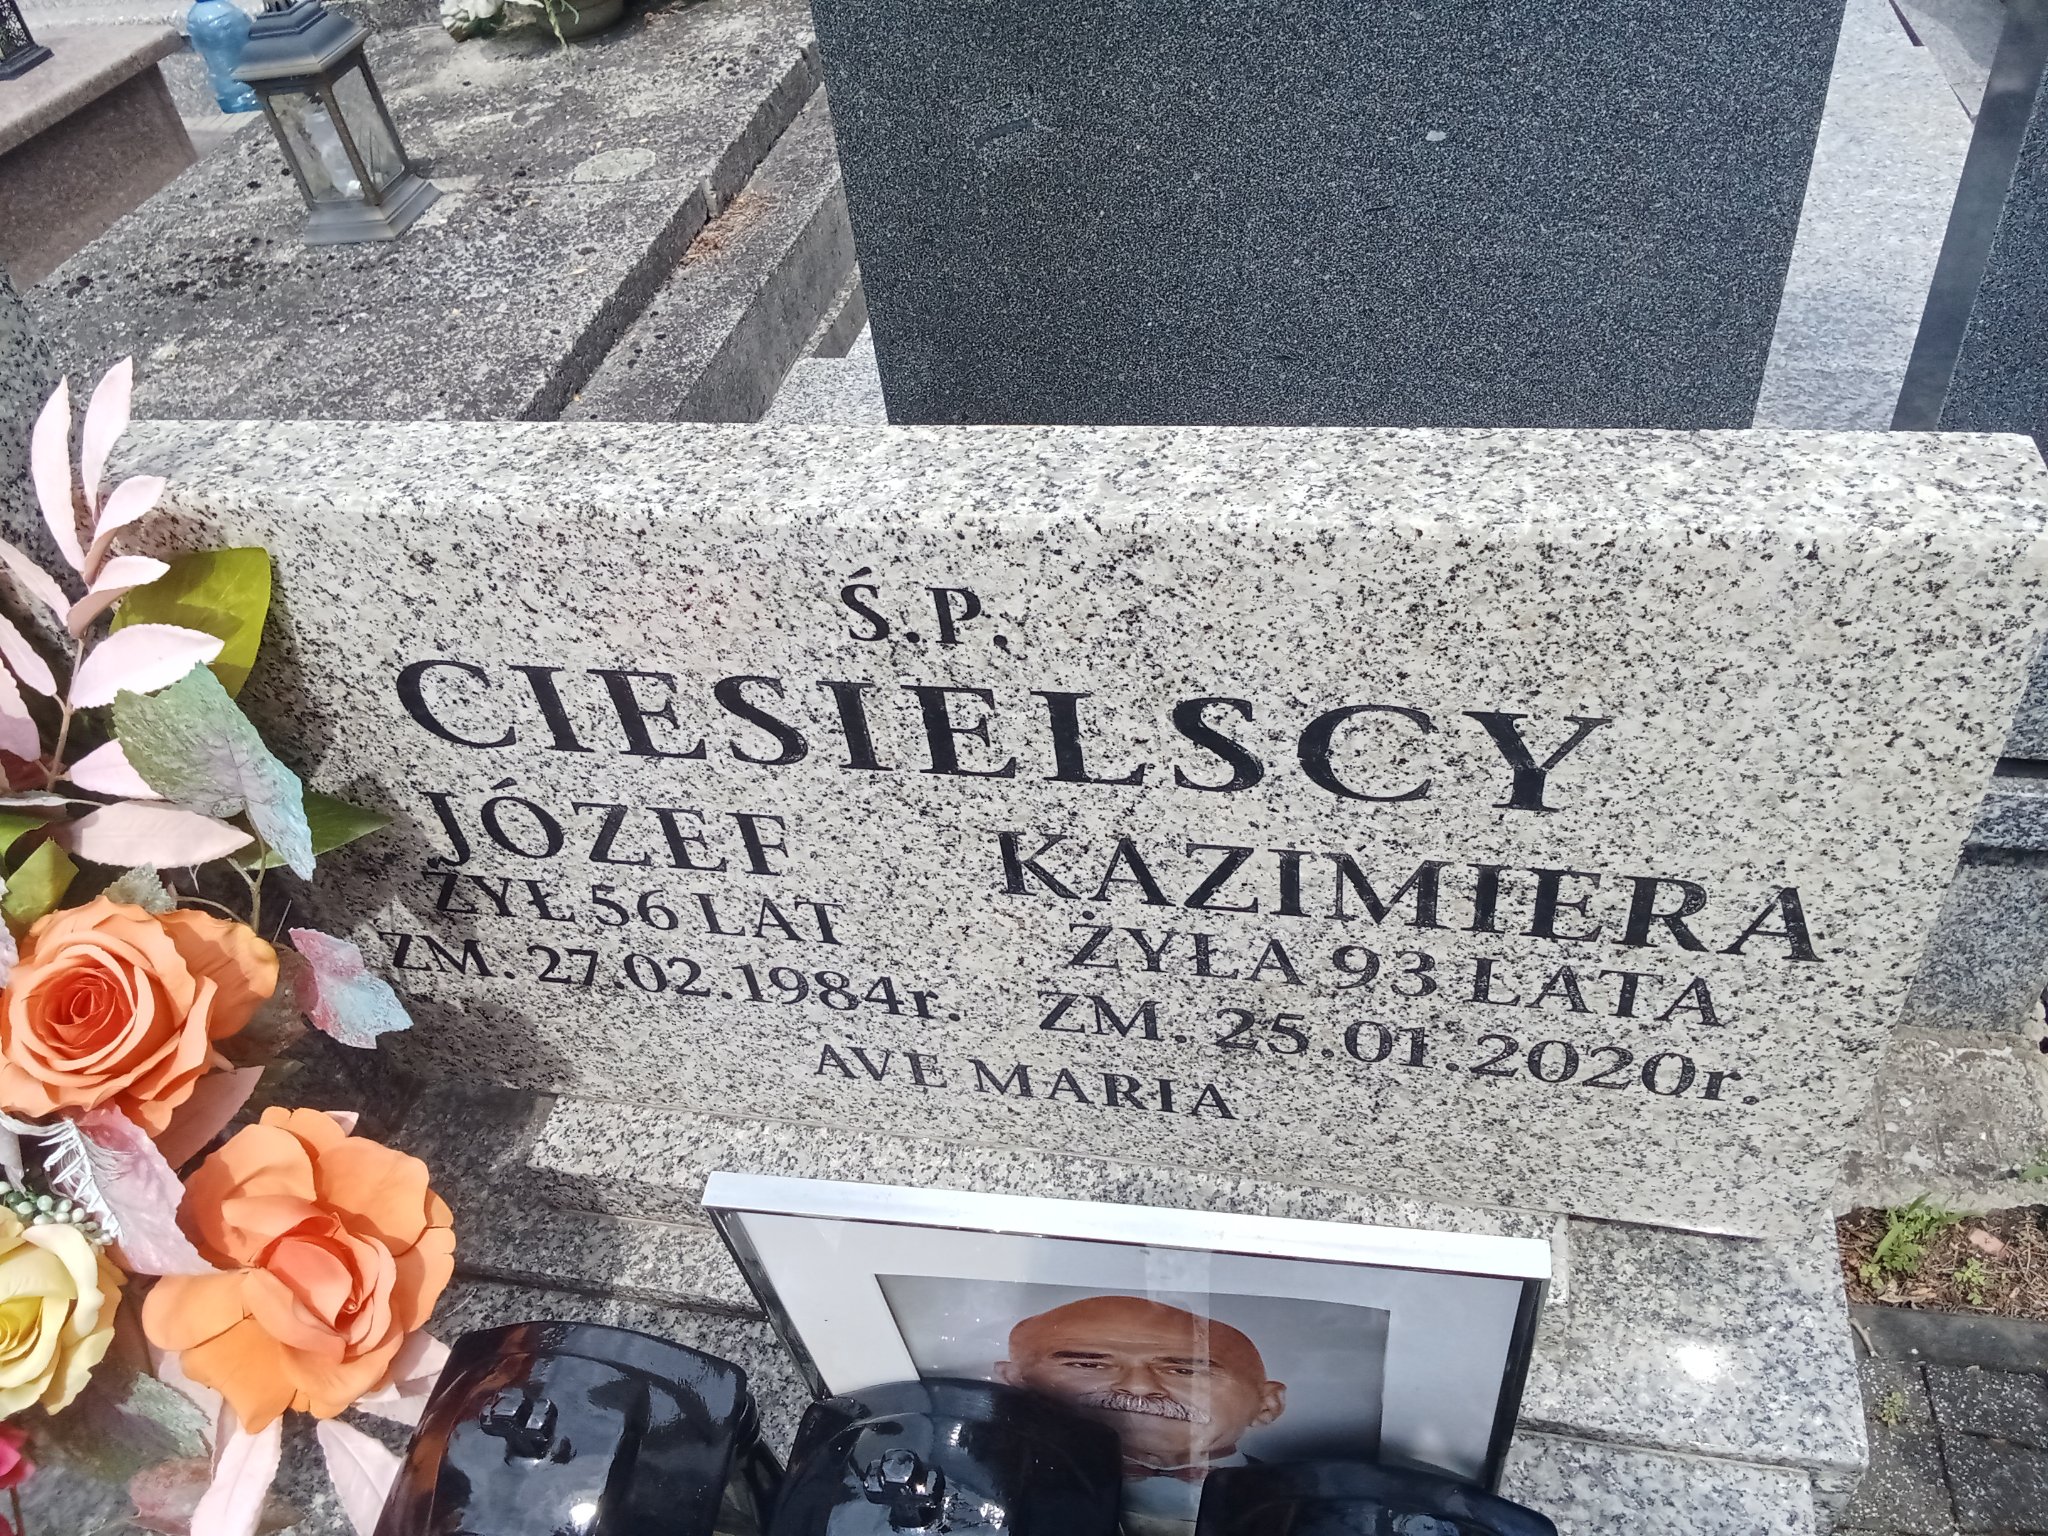 Ś.P.
CIESIELSCY
JÓZEF
ŻYŁ 56 LAT
ZM. 27.02.1984r.
KAZIMIERA
ŻYŁA 93 LATA
ZM. 25.01.2020r.
AVE MARIA